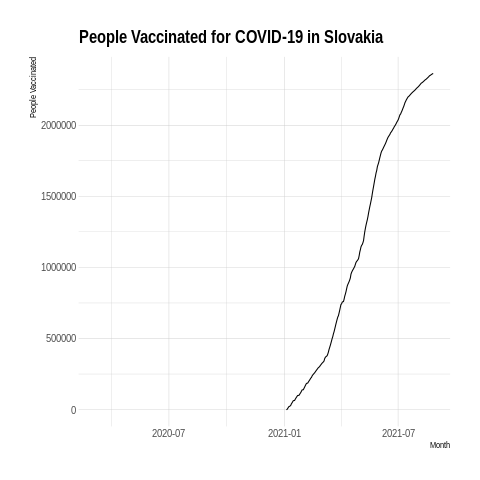 People Vaccinated for COVID-19 in Slovakia
People Vaccinated
2000000
1500000
1000000
500000
0
2020-07
2021-01
2021-07
Month